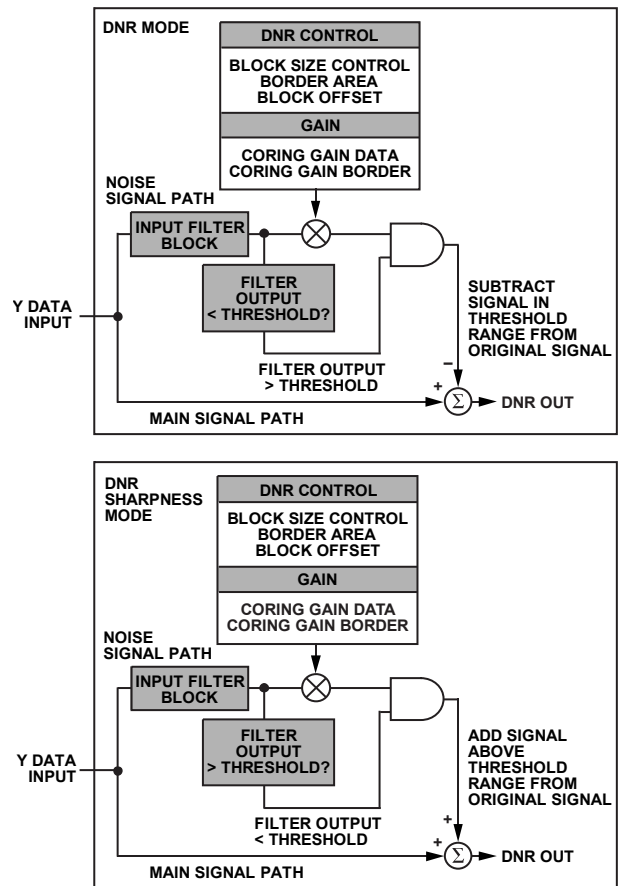 DNR MODE
DNR CONTROL
BLOCK SIZE CONTROL
BORDER AREA
BLOCK OFFSET
GAIN
CORING GAIN DATA
CORING GAIN BORDER
NOISE
SIGNAL PATH
INPUT FILTER
BLOCK
FILTER
OUTPUT
< THRESHOLD?
Y DATA
INPUT
FILTER OUTPUT
> THRESHOLD
SUBTRACT
SIGNAL IN
THRESHOLD
RANGE FROM
ORIGINAL SIGNAL
–
+
Σ
DNR OUT
MAIN SIGNAL PATH
DNR
SHARPNESS
MODE
DNR CONTROL
BLOCK SIZE CONTROL
BORDER AREA
BLOCK OFFSET
GAIN
CORING GAIN DATA
CORING GAIN BORDER
NOISE
SIGNAL PATH
INPUT FILTER
BLOCK
FILTER
OUTPUT
> THRESHOLD?
Y DATA
INPUT
FILTER OUTPUT
< THRESHOLD
ADD SIGNAL
ABOVE
THRESHOLD
RANGE FROM
ORIGINAL SIGNAL
+
+
Σ
DNR OUT
MAIN SIGNAL PATH